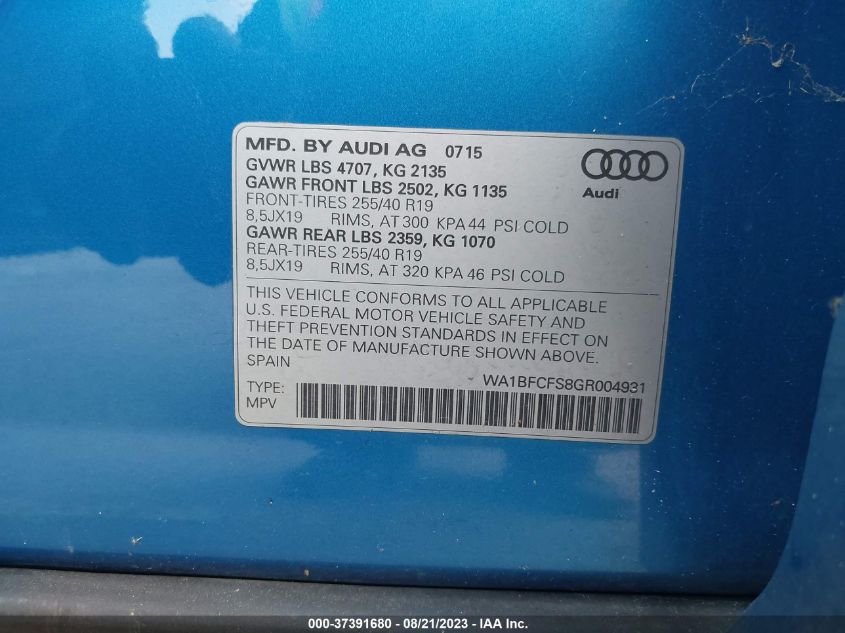 MFD. BY AUDI AG 0715
GVWR LBS 4707, KG 2135
GAWR FRONT LBS 2502, KG 1135
FRONT-TIRES 255/40 R19
8,5JX19 RIMS, AT 300 KPA 44 PSI COLD
GAWR REAR LBS 2359, KG 1070
REAR-TIRES 255/40 R19
8,5JX19 RIMS, AT 320 KPA 46 PSI COLD
Audi
THIS VEHICLE CONFORMS TO ALL APPLICABLE
U.S. FEDERAL MOTOR VEHICLE SAFETY AND
THEFT PREVENTION STANDARDS IN EFFECT ON
THE DATE OF MANUFACTURE SHOWN ABOVE.
SPAIN
WA1BFCFS8GR004931
TYPE:
MPV
000-37391680 - 08/21/2023 - IAA Inc.